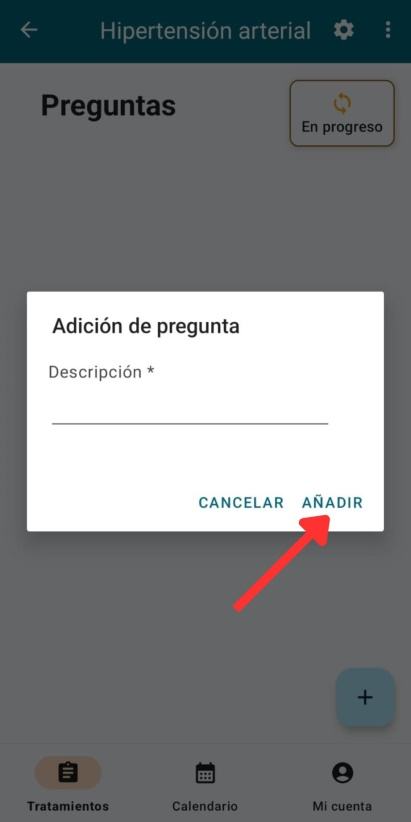 Hipertensión arterial
Preguntas
En progreso
Adición de pregunta
Descripción *
CANCELAR AÑADIR
+
Tratamientos Calendario Mi cuenta